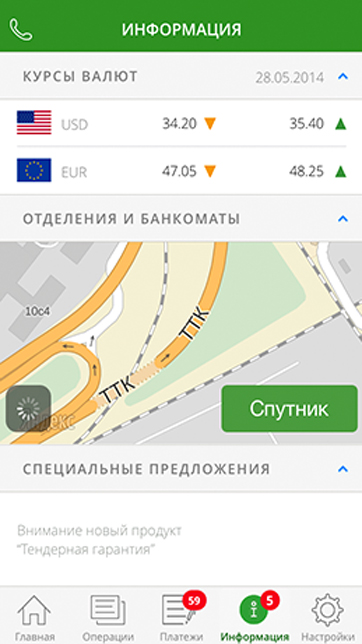 ИНФОРМАЦИЯ
КУРСЫ ВАЛЮТ 28.05.2014
USD 34.20 35.40
EUR 47.05 48.25
ОТДЕЛЕНИЯ И БАНКОМАТЫ
10с4
ТТК
ТТК
Спутник
Яндекс
СПЕЦИАЛЬНЫЕ ПРЕДЛОЖЕНИЯ
Внимание новый продукт
“Тендерная гарантия”
59 5
Главная Операции Платежи Информация Настройки